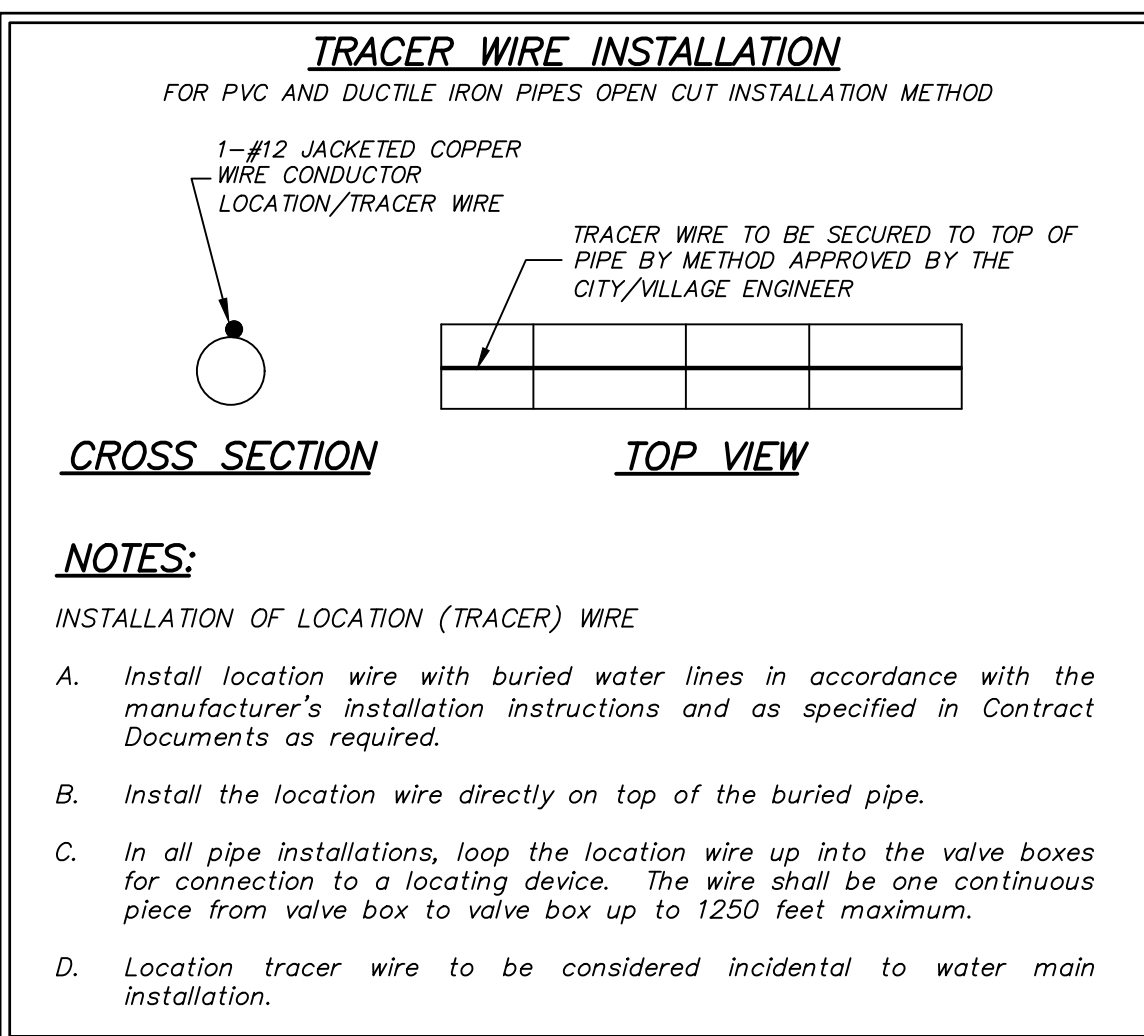 TRACER WIRE INSTALLATION
FOR PVC AND DUCTILE IRON PIPES OPEN CUT INSTALLATION METHOD
1-#12 JACKETED COPPER
WIRE CONDUCTOR
LOCATION/TRACER WIRE
TRACER WIRE TO BE SECURED TO TOP OF
PIPE BY METHOD APPROVED BY THE
CITY/VILLAGE ENGINEER
CROSS SECTION
TOP VIEW
NOTES:
INSTALLATION OF LOCATION (TRACER) WIRE
A. Install location wire with buried water lines in accordance with the
manufacturer's installation instructions and as specified in Contract
Documents as required.
B. Install the location wire directly on top of the buried pipe.
C. In all pipe installations, loop the location wire up into the valve boxes
for connection to a locating device. The wire shall be one continuous
piece from valve box to valve box up to 1250 feet maximum.
D. Location tracer wire to be considered incidental to water main
installation.